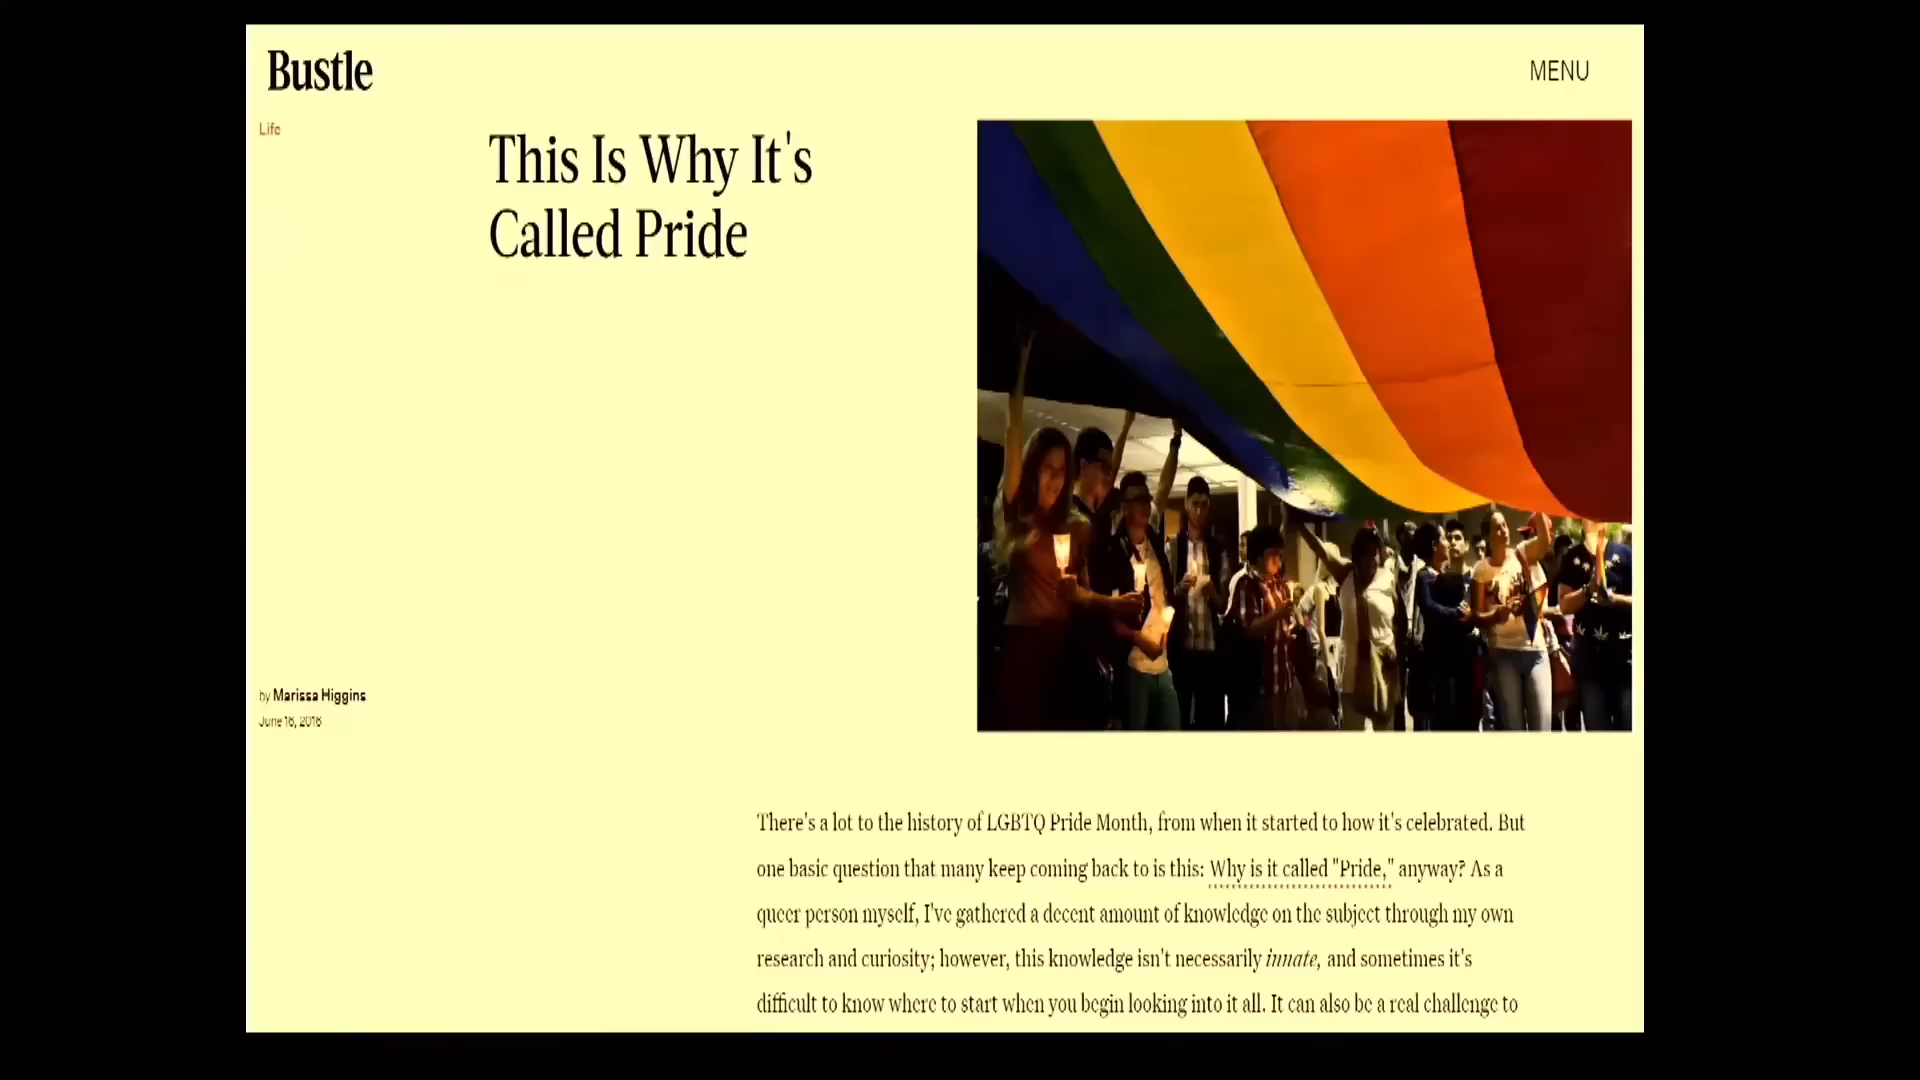 Bustle
MENU
Life
This Is Why It's
Called Pride
by Marissa Higgins
June 16, 2016
There's a lot to the history of LGBTQ Pride Month, from when it started to how it's celebrated. But
one basic question that many keep coming back to is this: Why is it called "Pride," anyway? As a
queer person myself, I've gathered a decent amount of knowledge on the subject through my own
research and curiosity; however, this knowledge isn't necessarily innate, and sometimes it's
difficult to know where to start when you begin looking into it all. It can also be a real challenge to